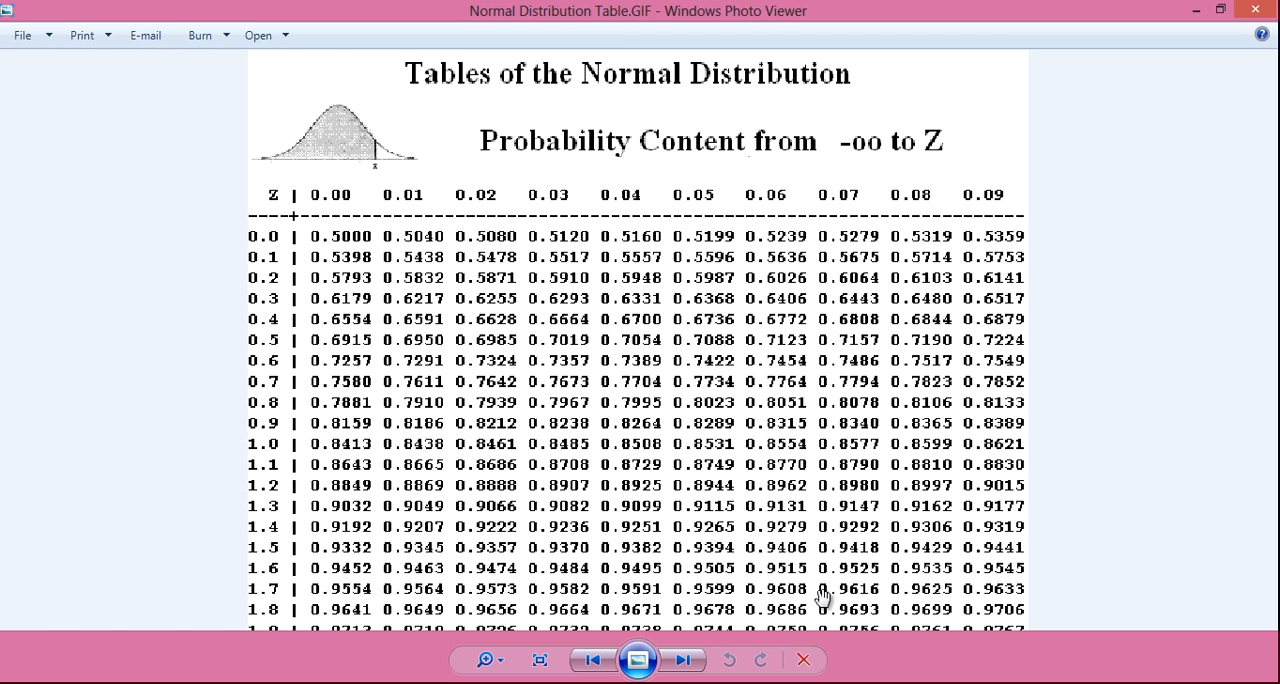 Normal Distribution Table.GIF - Windows Photo Viewer
File Print E-mail Burn Open
Tables of the Normal Distribution
Probability Content from -oo to Z
Z | 0.00 0.01 0.02 0.03 0.04 0.05 0.06 0.07 0.08 0.09
0.0 | 0.5000 0.5040 0.5080 0.5120 0.5160 0.5199 0.5239 0.5279 0.5319 0.5359
0.1 | 0.5398 0.5438 0.5478 0.5517 0.5557 0.5596 0.5636 0.5675 0.5714 0.5753
0.2 | 0.5793 0.5832 0.5871 0.5910 0.5948 0.5987 0.6026 0.6064 0.6103 0.6141
0.3 | 0.6179 0.6217 0.6255 0.6293 0.6331 0.6368 0.6406 0.6443 0.6480 0.6517
0.4 | 0.6554 0.6591 0.6628 0.6664 0.6700 0.6736 0.6772 0.6808 0.6844 0.6879
0.5 | 0.6915 0.6950 0.6985 0.7019 0.7054 0.7088 0.7123 0.7157 0.7190 0.7224
0.6 | 0.7257 0.7291 0.7324 0.7357 0.7389 0.7422 0.7454 0.7486 0.7517 0.7549
0.7 | 0.7580 0.7611 0.7642 0.7673 0.7704 0.7734 0.7764 0.7794 0.7823 0.7852
0.8 | 0.7881 0.7910 0.7939 0.7967 0.7995 0.8023 0.8051 0.8078 0.8106 0.8133
0.9 | 0.8159 0.8186 0.8212 0.8238 0.8264 0.8289 0.8315 0.8340 0.8365 0.8389
1.0 | 0.8413 0.8438 0.8461 0.8485 0.8508 0.8531 0.8554 0.8577 0.8599 0.8621
1.1 | 0.8643 0.8665 0.8686 0.8708 0.8729 0.8749 0.8770 0.8790 0.8810 0.8830
1.2 | 0.8849 0.8869 0.8888 0.8907 0.8925 0.8944 0.8962 0.8980 0.8997 0.9015
1.3 | 0.9032 0.9049 0.9066 0.9082 0.9099 0.9115 0.9131 0.9147 0.9162 0.9177
1.4 | 0.9192 0.9207 0.9222 0.9236 0.9251 0.9265 0.9279 0.9292 0.9306 0.9319
1.5 | 0.9332 0.9345 0.9357 0.9370 0.9382 0.9394 0.9406 0.9418 0.9429 0.9441
1.6 | 0.9452 0.9463 0.9474 0.9484 0.9495 0.9505 0.9515 0.9525 0.9535 0.9545
1.7 | 0.9554 0.9564 0.9573 0.9582 0.9591 0.9599 0.9608 0.9616 0.9625 0.9633
1.8 | 0.9641 0.9649 0.9656 0.9664 0.9671 0.9678 0.9686 0.9693 0.9699 0.9706